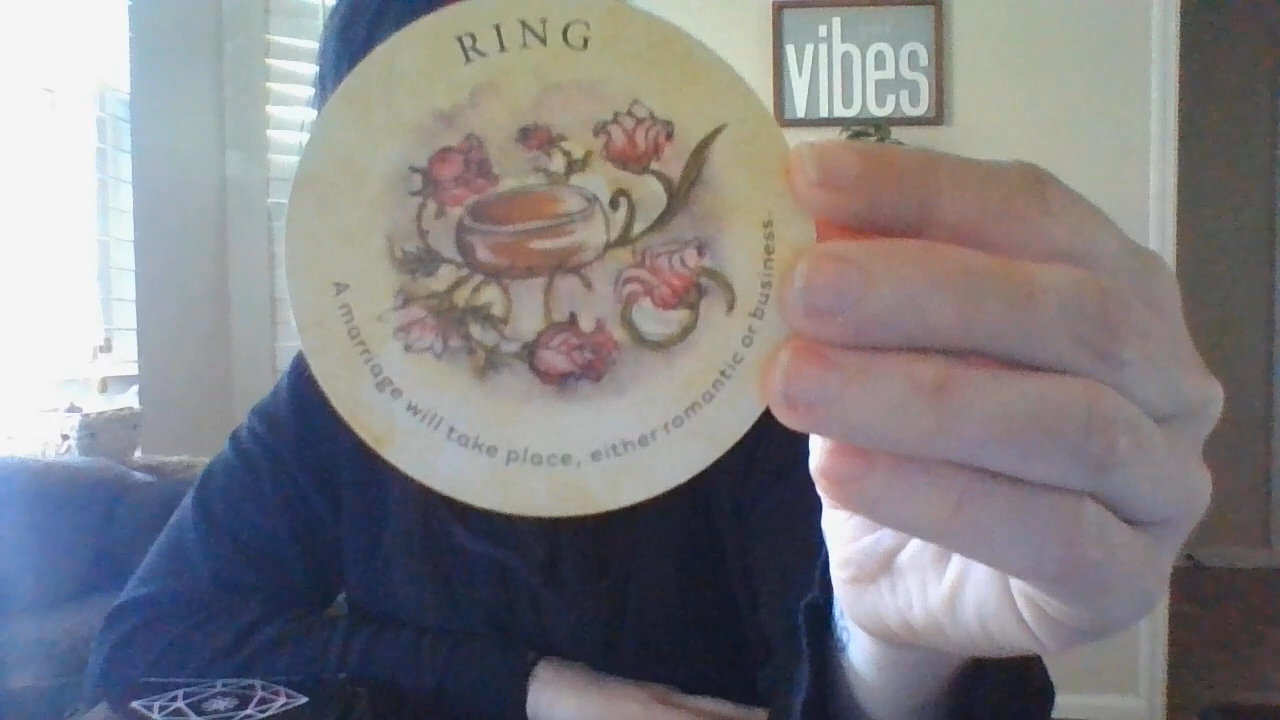 RING
vibes
A marriage will take place, either romantic or business.